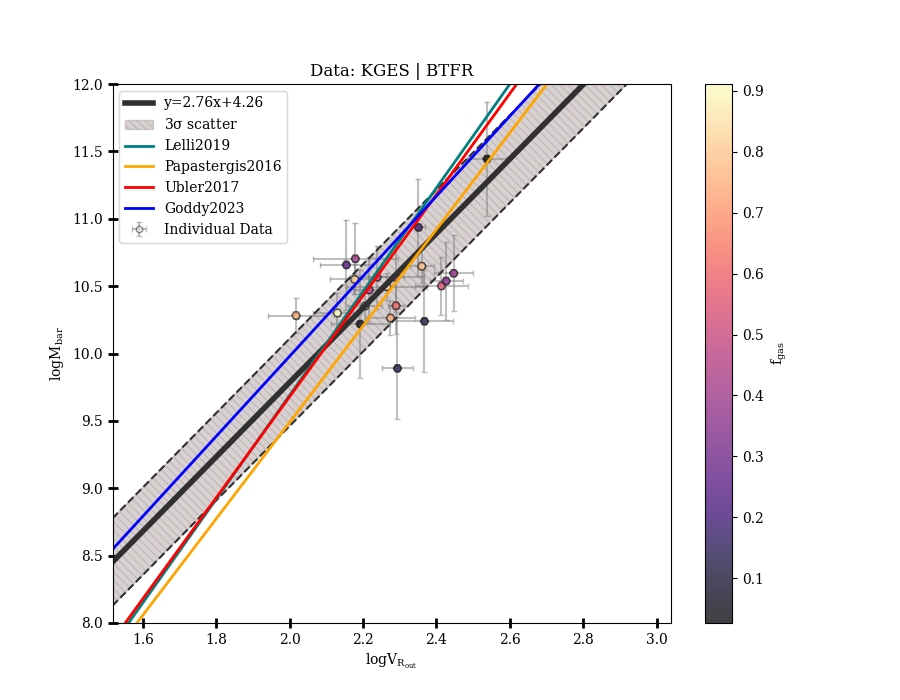 Data: KGES | BTFR
y=2.76x+4.26
3σ scatter
Lelli2019
Papastergis2016
Ubler2017
Goddy2023
Individual Data
12.0
11.5
11.0
10.5
10.0
9.5
9.0
8.5
8.0
logM_bar
1.6 1.8 2.0 2.2 2.4 2.6 2.8 3.0
logV_R_out
0.9
0.8
0.7
0.6
0.5
0.4
0.3
0.2
0.1
f_gas